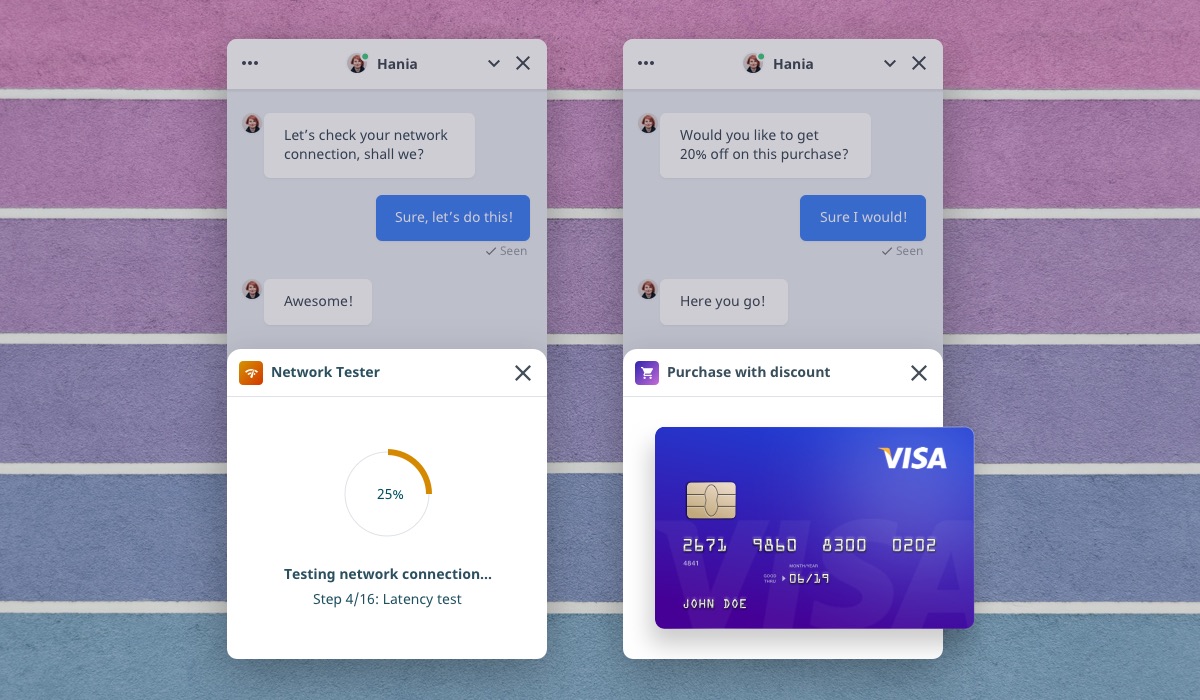 Hania
Let's check your network
connection, shall we?
Sure, let's do this!
Seen
Awesome!
Network Tester
25%
Testing network connection...
Step 4/16: Latency test
Hania
Would you like to get
20% off on this purchase?
Sure I would!
Seen
Here you go!
Purchase with discount
VISA
VISA
2671 9860 8300 0202
4841
MONTH/YEAR
GOOD
THRU
06/19
JOHN DOE